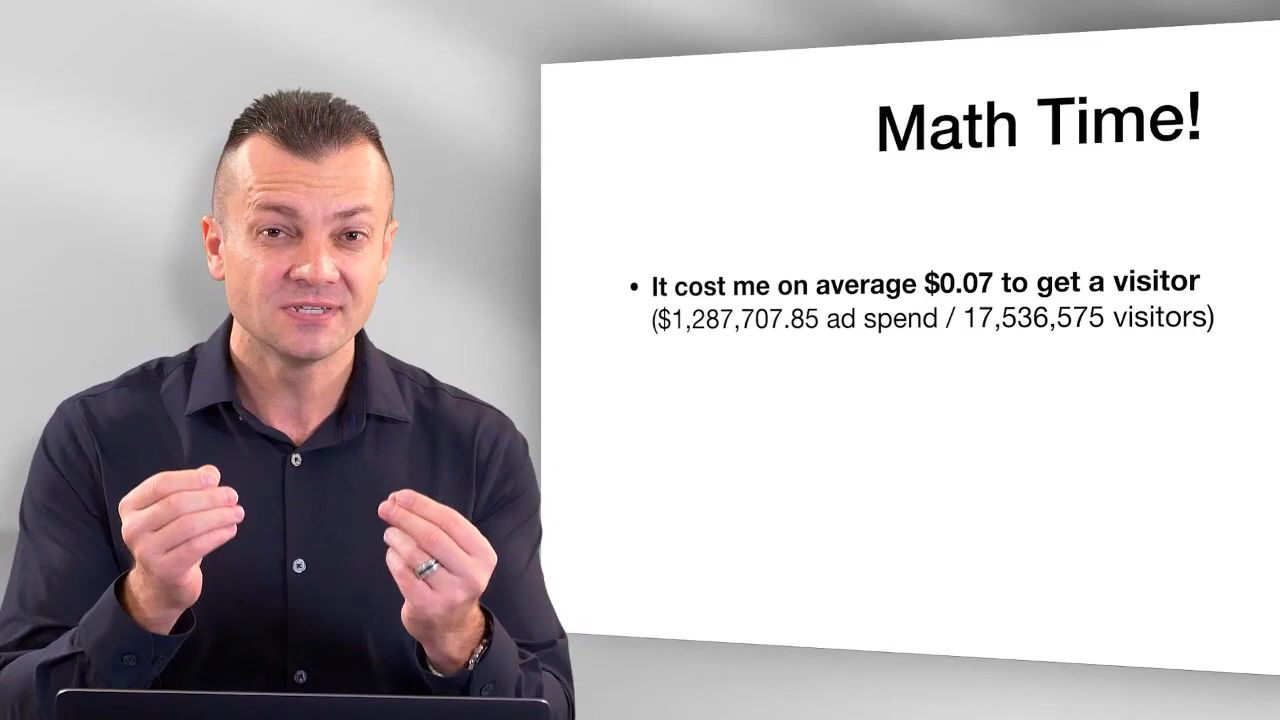 Math Time!
• It cost me on average $0.07 to get a visitor
($1,287,707.85 ad spend / 17,536,575 visitors)